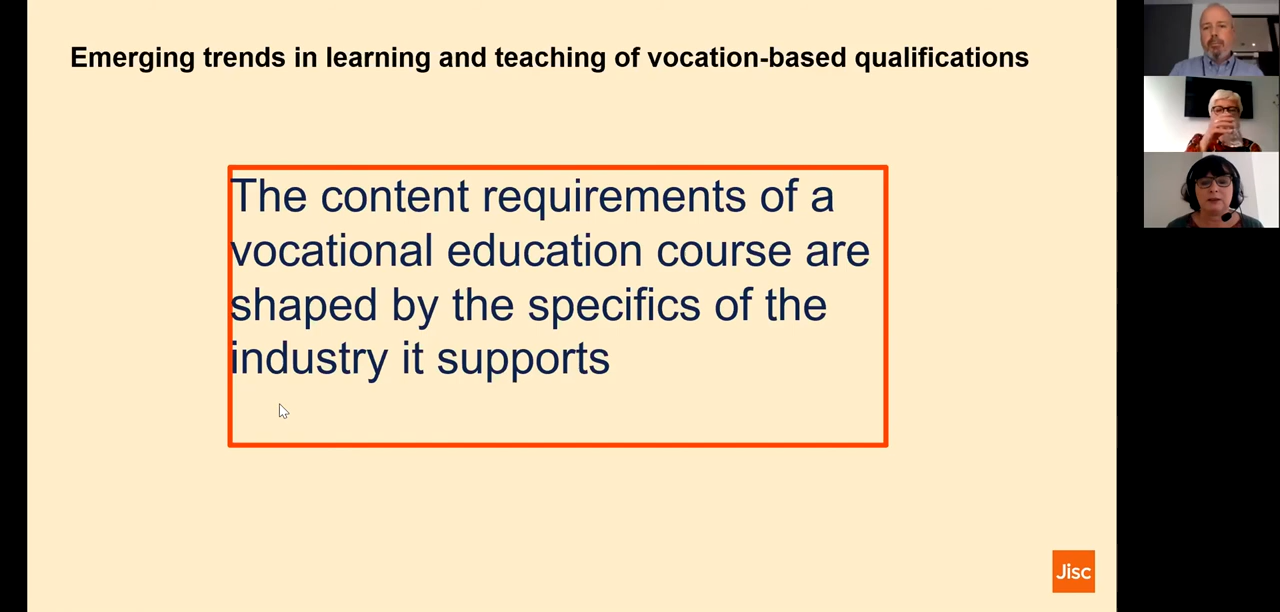 Emerging trends in learning and teaching of vocation-based qualifications
The content requirements of a
vocational education course are
shaped by the specifics of the
industry it supports
Jisc